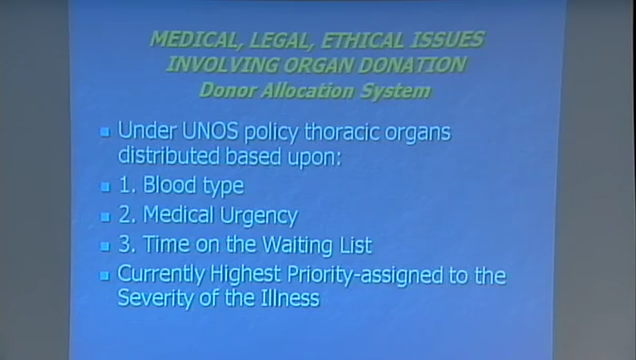 MEDICAL, LEGAL, ETHICAL ISSUES
INVOLVING ORGAN DONATION
Donor Allocation System
Under UNOS policy thoracic organs
distributed based upon:
1. Blood type
2. Medical Urgency
3. Time on the Waiting List
Currently Highest Priority-assigned to the
Severity of the Illness